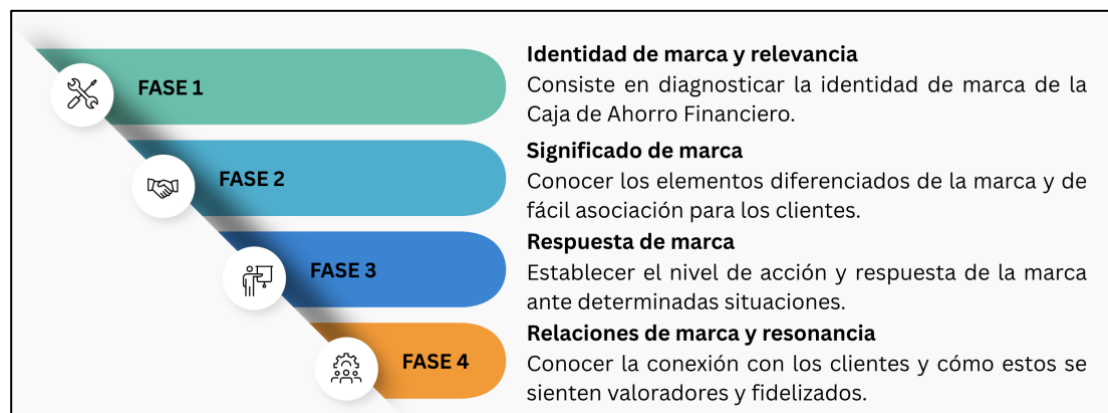 FASE 1
Identidad de marca y relevancia
Consiste en diagnosticar la identidad de marca de la
Caja de Ahorro Financiero.
FASE 2
Significado de marca
Conocer los elementos diferenciados de la marca y de
fácil asociación para los clientes.
FASE 3
Respuesta de marca
Establecer el nivel de acción y respuesta de la marca
ante determinadas situaciones.
FASE 4
Relaciones de marca y resonancia
Conocer la conexión con los clientes y cómo estos se
sienten valoradores y fidelizados.